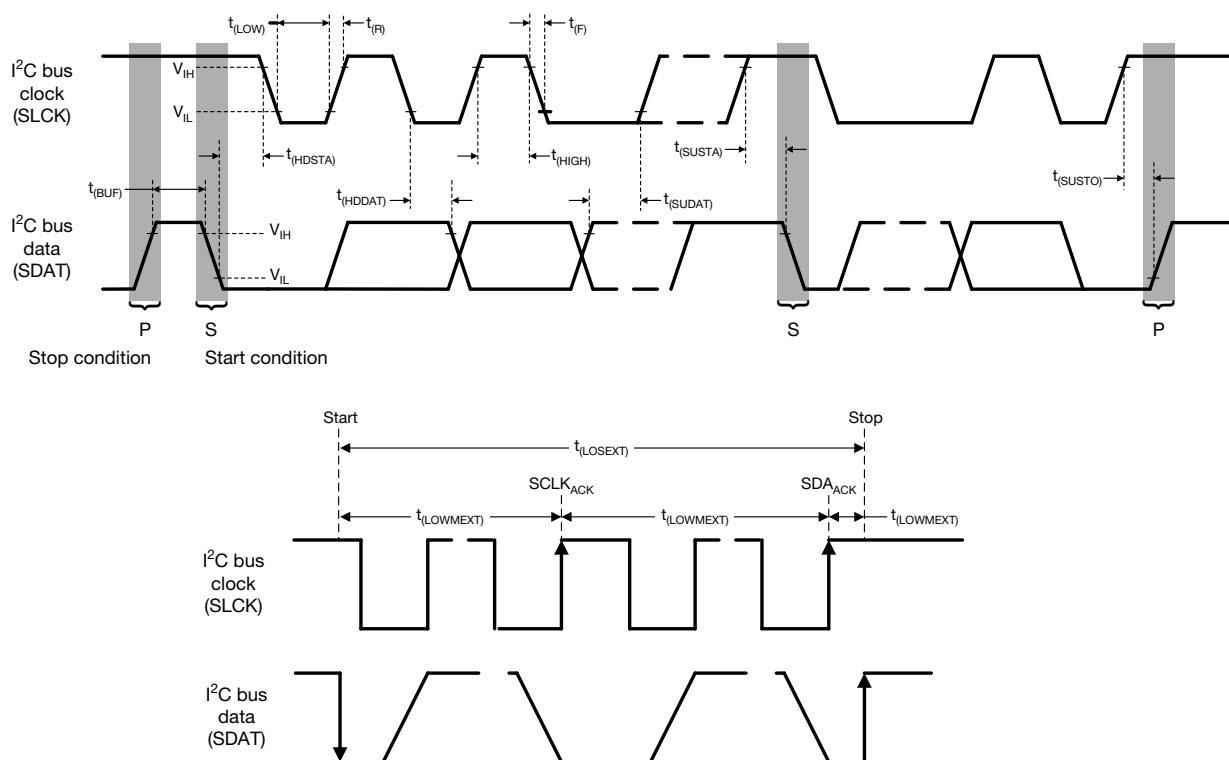 t(LOW)
t(R)
t(F)
I2C bus
clock
(SLCK)
VIH
VIL
t(HDSTA)
t(HIGH)
t(SUSTA)
t(SUSTO)
t(BUF)
t(HDDAT)
t(SUDAT)
I2C bus
data
(SDAT)
VIH
VIL
P
S
S
P
Stop condition
Start condition
Start
Stop
t(LOSEXT)
SCLKACK
SDAACK
t(LOWMEXT)
t(LOWMEXT)
t(LOWMEXT)
I2C bus
clock
(SLCK)
I2C bus
data
(SDAT)